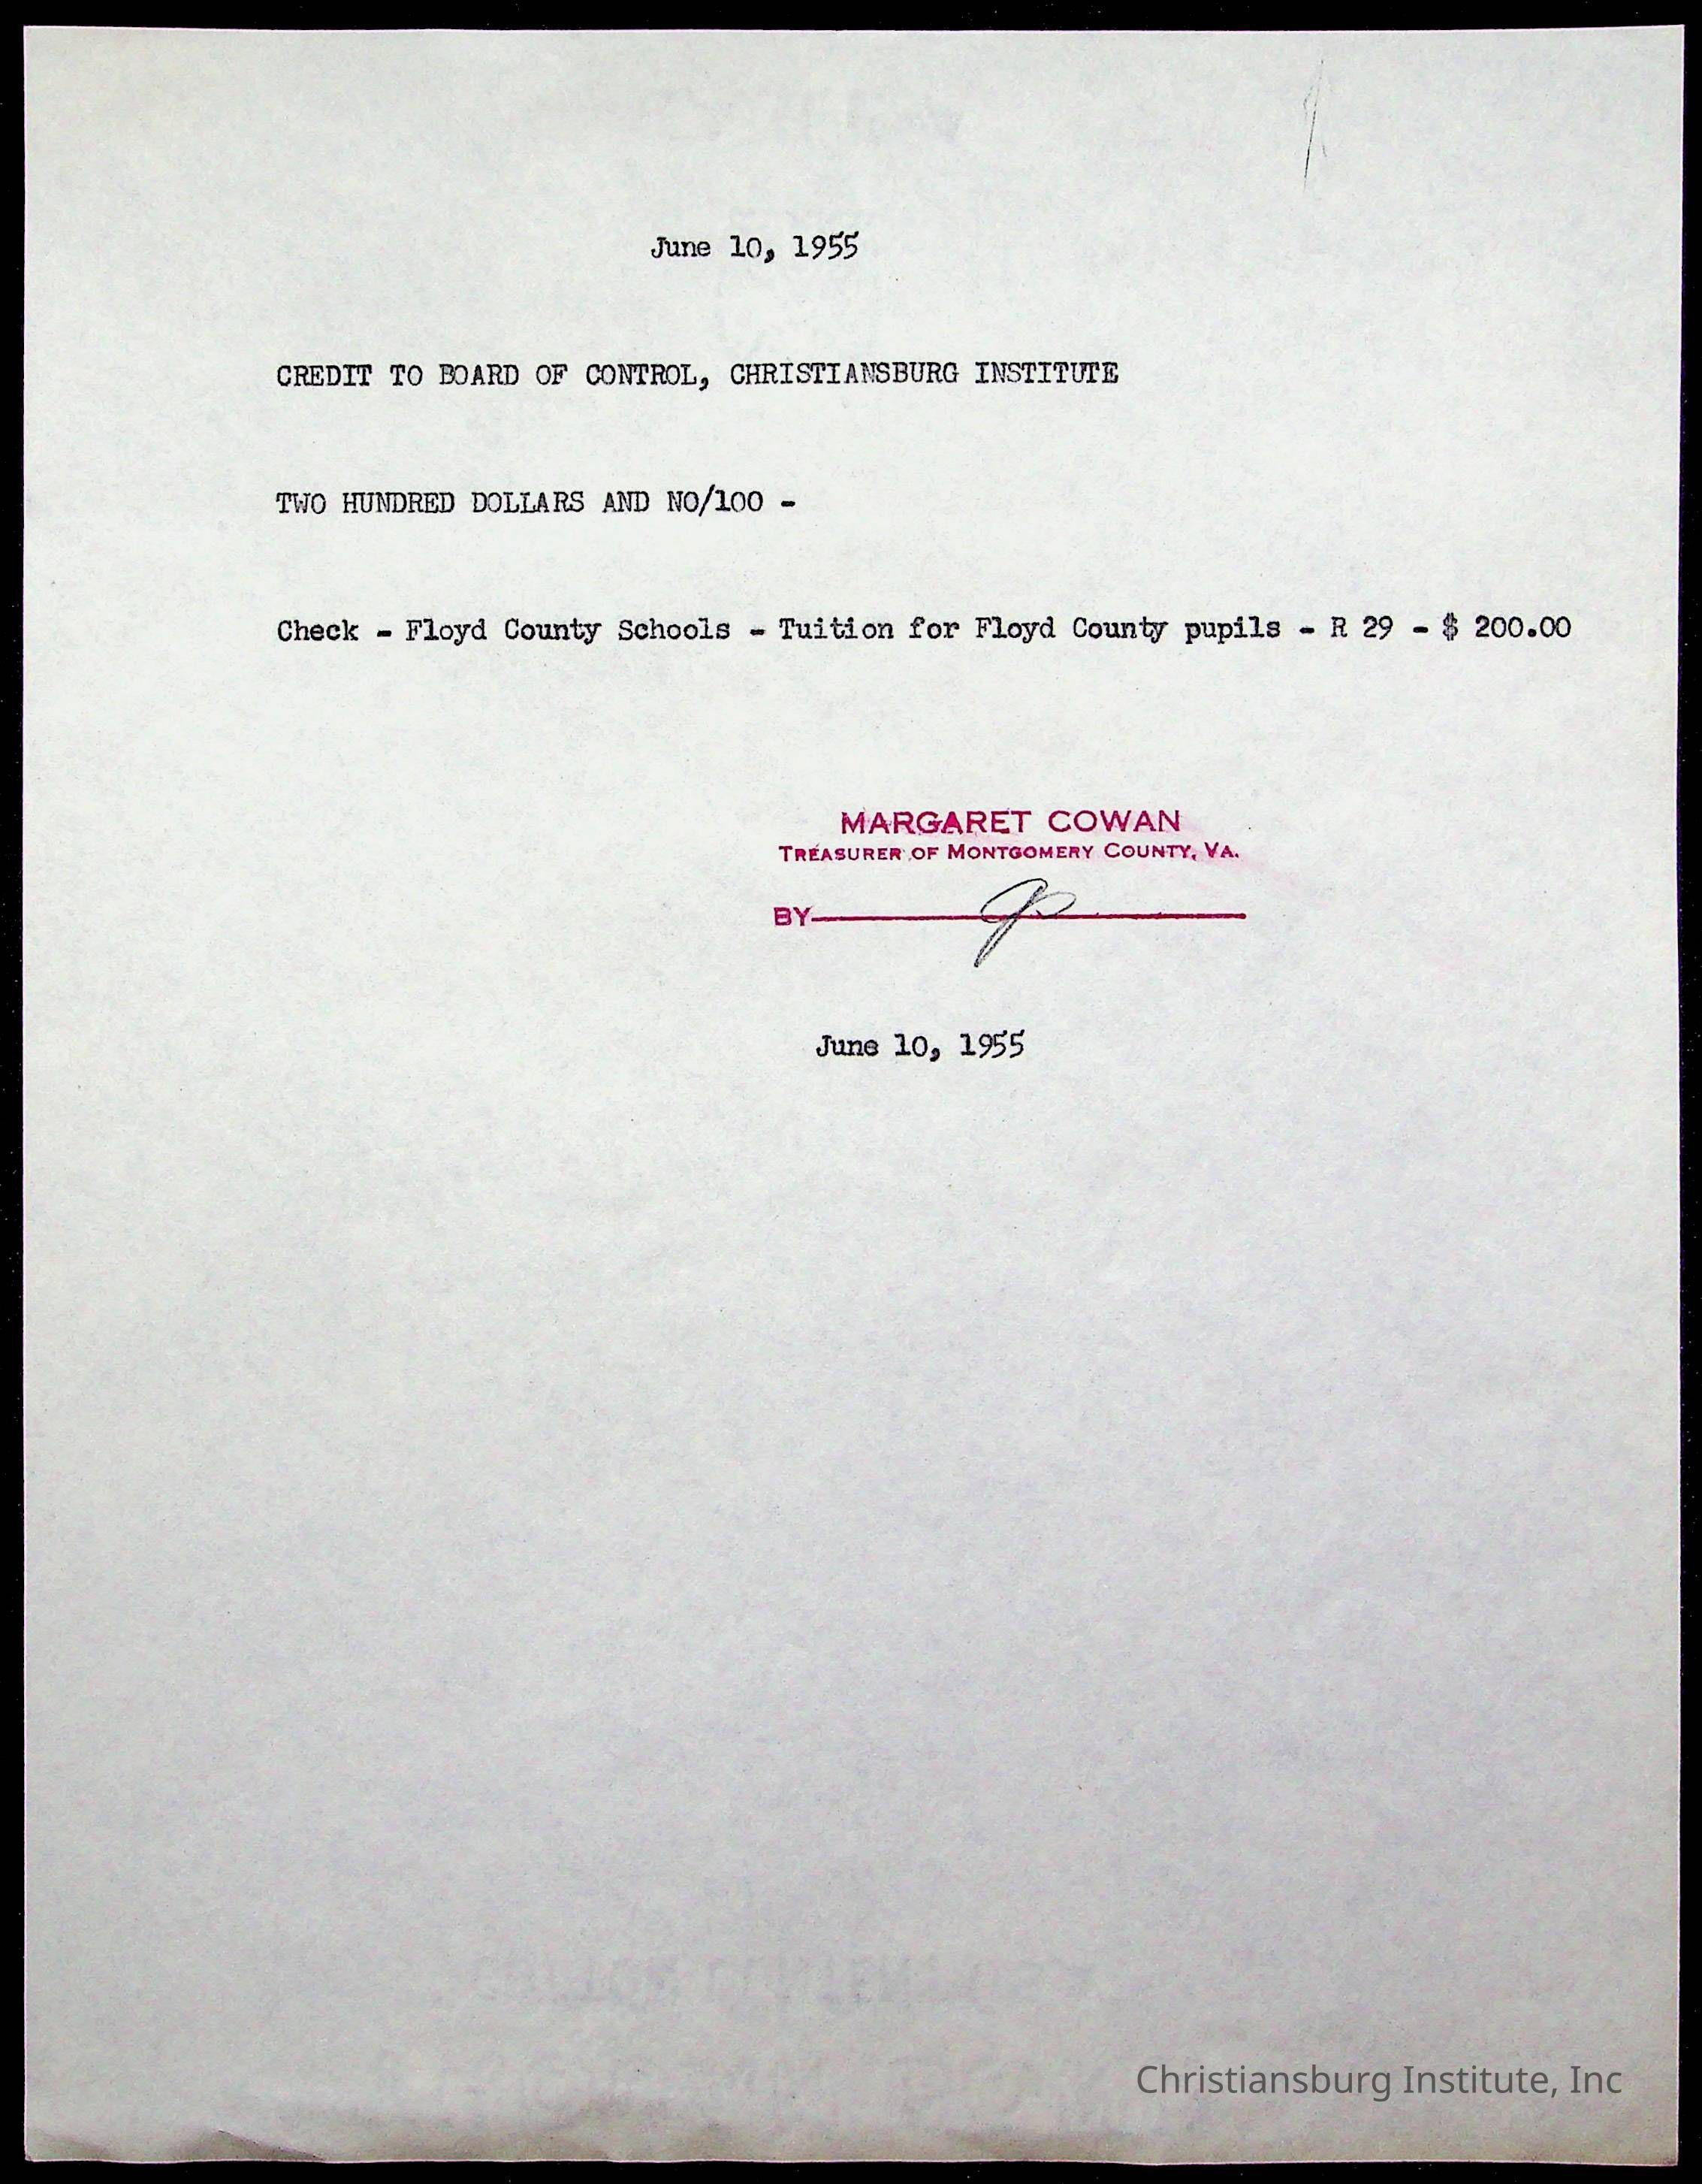 June 10, 1955
CREDIT TO BOARD OF CONTROL, CHRISTIANSBURG INSTITUTE
TWO HUNDRED DOLLARS AND NO/100 -
Check - Floyd County Schools - Tuition for Floyd County pupils - R 29 - $ 200.00
MARGARET COWAN
TREASURER OF MONTGOMERY COUNTY, VA.
BY
June 10, 1955
Christiansburg Institute, Inc